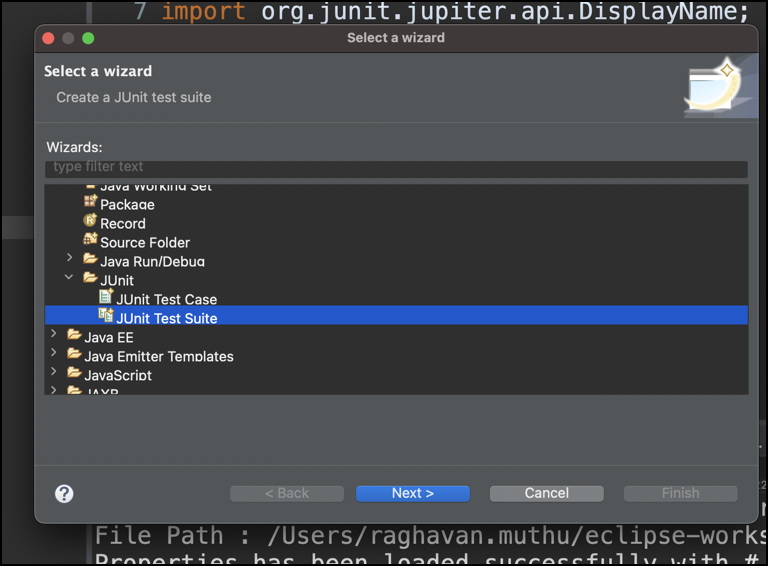 7 import org.junit.jupiter.api.DisplayName;
Select a wizard
Select a wizard
Create a JUnit test suite
Wizards:
type filter text
Java Working Set
Package
Record
Source Folder
Java Run/Debug
JUnit
JUnit Test Case
JUnit Test Suite
Java EE
Java Emitter Templates
JavaScript
JAXB
?
< Back
Next >
Cancel
Finish
File Path : /Users/raghavan.muthu/eclipse-works
Properties has been loaded successfully with #